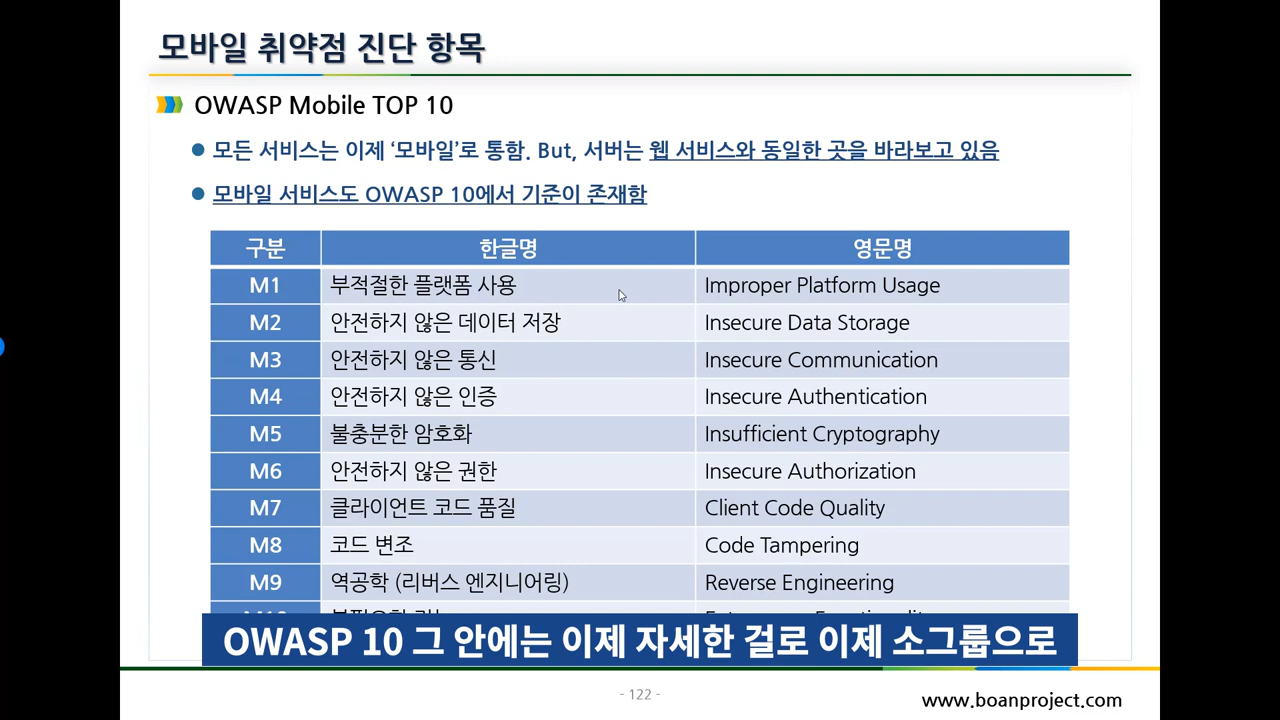 모바일 취약점 진단 항목
OWASP Mobile TOP 10
모든 서비스는 이제 ‘모바일’로 통함. But, 서버는 웹 서비스와 동일한 곳을 바라보고 있음
모바일 서비스도 OWASP 10에서 기준이 존재함
구분 한글명 영문명
M1 부적절한 플랫폼 사용 Improper Platform Usage
M2 안전하지 않은 데이터 저장 Insecure Data Storage
M3 안전하지 않은 통신 Insecure Communication
M4 안전하지 않은 인증 Insecure Authentication
M5 불충분한 암호화 Insufficient Cryptography
M6 안전하지 않은 권한 Insecure Authorization
M7 클라이언트 코드 품질 Client Code Quality
M8 코드 변조 Code Tampering
M9 역공학 (리버스 엔지니어링) Reverse Engineering
OWASP 10 그 안에는 이제 자세한 걸로 이제 소그룹으로
- 122 -
www.boanproject.com